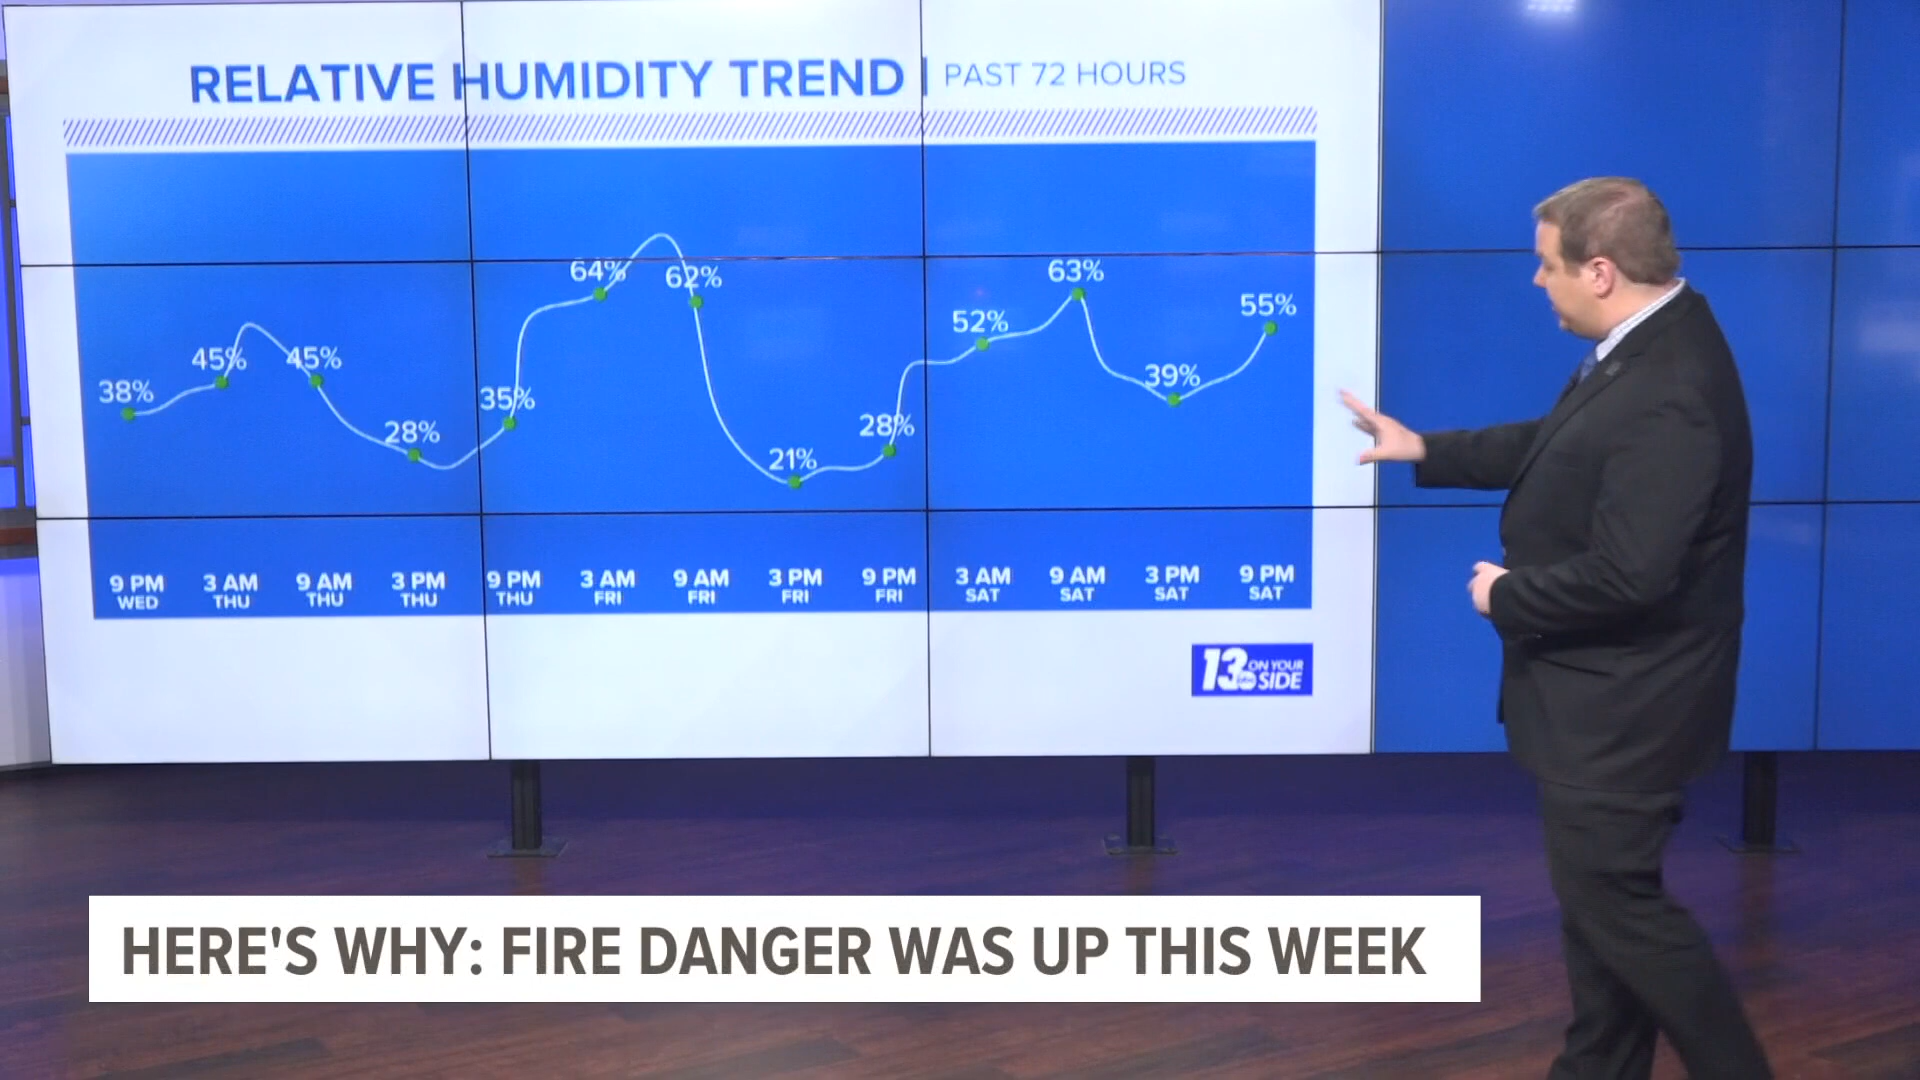 RELATIVE HUMIDITY TREND | PAST 72 HOURS
38% 45% 45% 28% 35% 64% 62% 21% 28% 52% 63% 39% 55%
9 PM 3 AM 9 AM 3 PM 9 PM 3 AM 9 AM 3 PM 9 PM 3 AM 9 AM 3 PM 9 PM
WED THU THU THU THU FRI FRI FRI FRI SAT SAT SAT SAT
13 abc ON YOUR SIDE
HERE'S WHY: FIRE DANGER WAS UP THIS WEEK